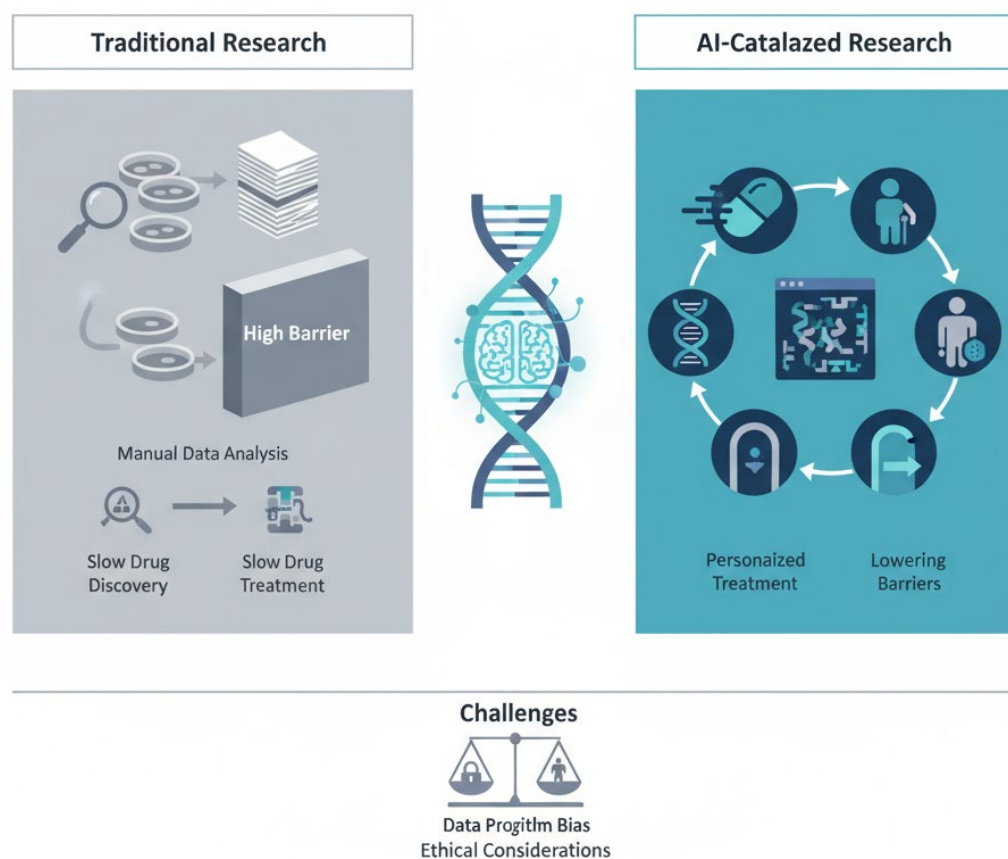 Traditional Research
AI-Catalazed Research
High Barrier
Manual Data Analysis
Slow Drug
Discovery
Slow Drug
Treatment
Personaized
Treatment
Lowering
Barriers
Challenges
Data Progitlm Bias
Ethical Considerations